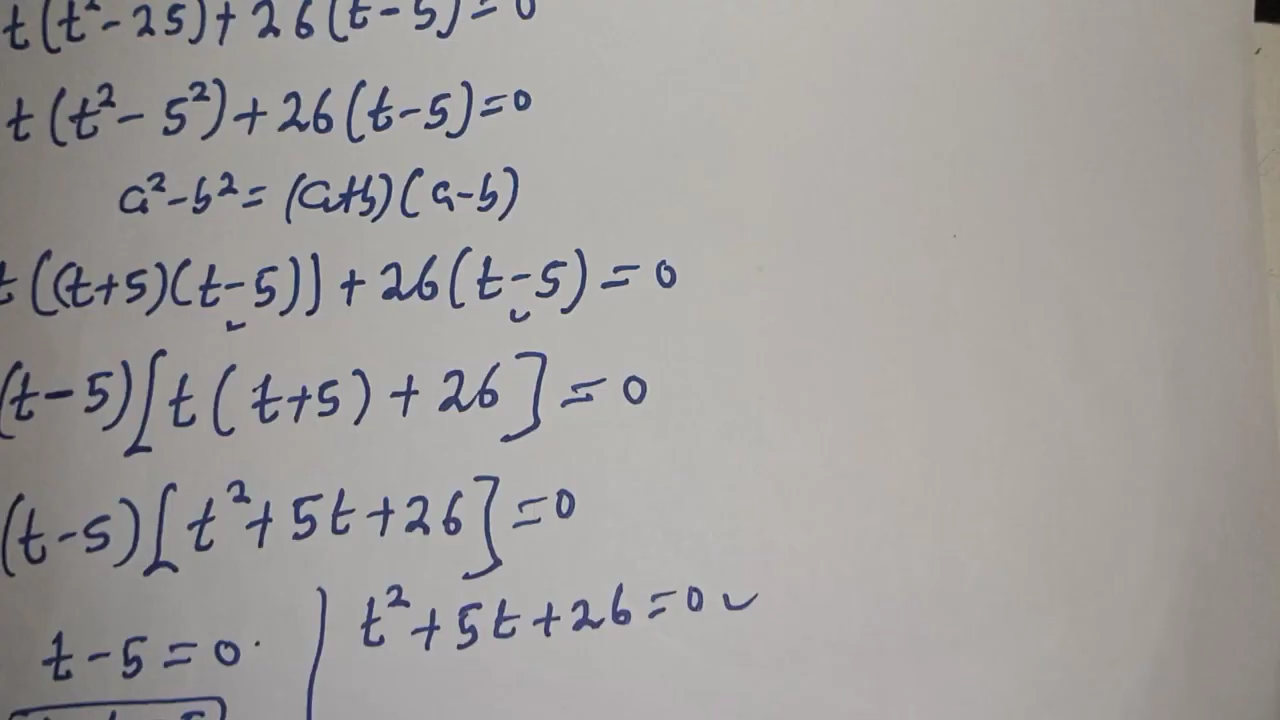 t(t²-25)+26(t-5)=0
t(t²-5²)+26(t-5)=0
a²-b²=(a+b)(a-b)
t((t+5)(t-5)]+26(t-5)=0
(t-5)[t(t+5)+26]=0
(t-5)[t²+5t+26]=0
t-5=0.
t²+5t+26=0